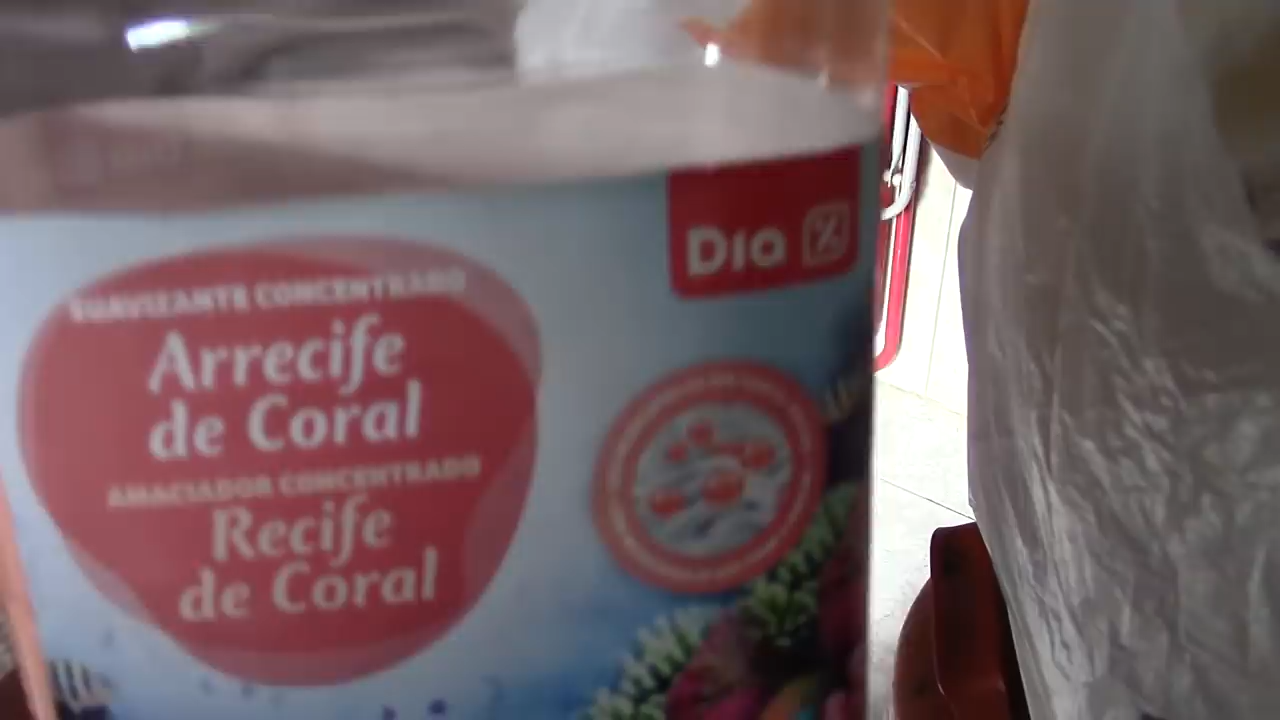 Dia %
SUAVIZANTE CONCENTRADO
Arrecife
de Coral
AMACIADOR CONCENTRADO
Recife
de Coral